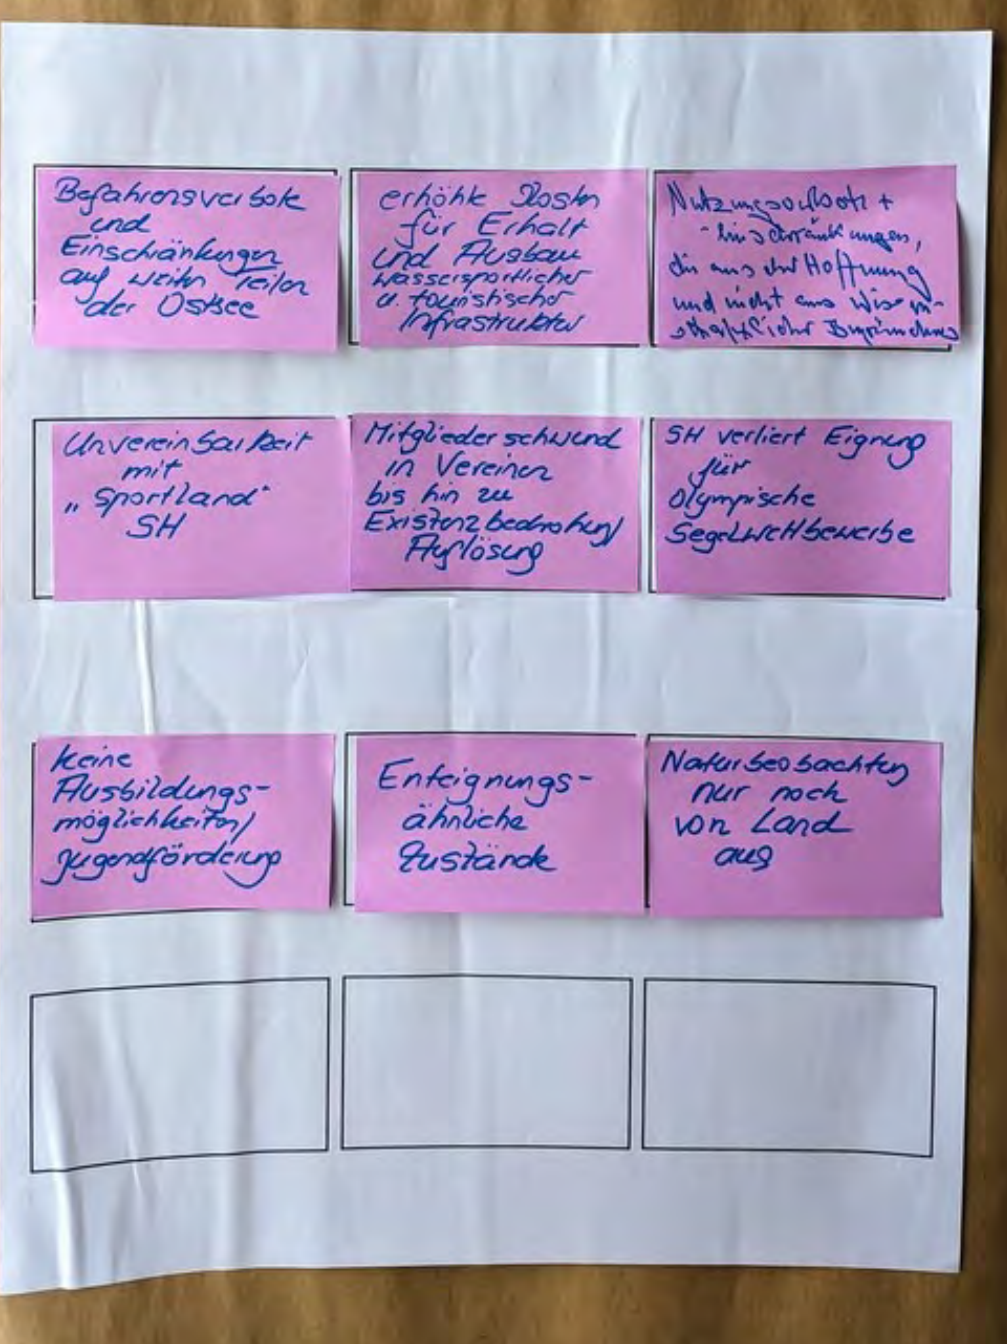 Befahrensverbote
und
Einschränkungen
auf weiten Teilen
der Ostsee
erhöhte Kosten
für Erhalt
und Ausbau
wassersportlicher
u. touristischer
Infrastruktur
Nutzungsverbote +
-einschränkungen,
die aus der Hoffnung
und nicht aus wissen-
schaftlicher Begründung
Unvereinbarkeit
mit
„Sportland"
SH
Mitgliederschwund
in Vereinen
bis hin zu
Existenzbedrohung/
Auflösung
SH verliert Eignung
für
Olympische
Segelwettbewerbe
keine
Ausbildungs-
möglichkeiten/
Jugendförderung
Enteignungs-
ähnliche
Zustände
Naturbeobachten
nur noch
von Land
aus